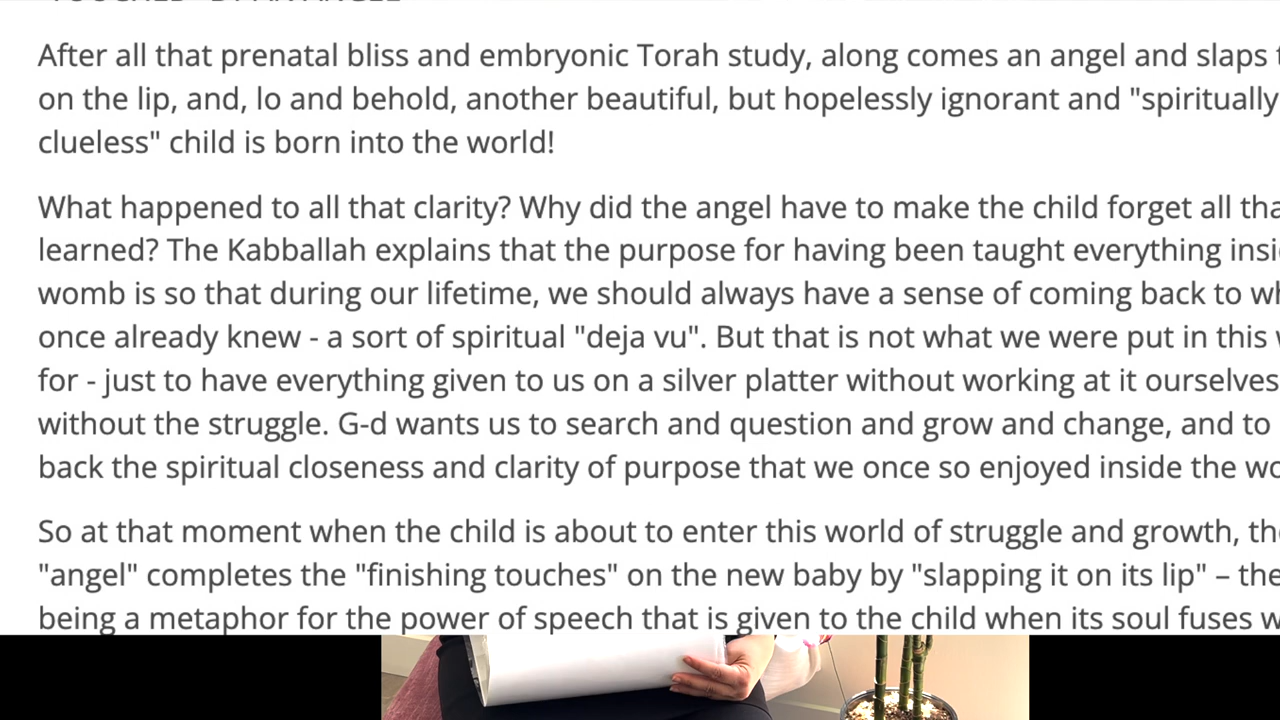 After all that prenatal bliss and embryonic Torah study, along comes an angel and slaps
on the lip, and, lo and behold, another beautiful, but hopelessly ignorant and "spiritually
clueless" child is born into the world!
What happened to all that clarity? Why did the angel have to make the child forget all
learned? The Kabballah explains that the purpose for having been taught everything
womb is so that during our lifetime, we should always have a sense of coming back to
once already knew - a sort of spiritual "deja vu". But that is not what we were put in this
for - just to have everything given to us on a silver platter without working at it ourselves
without the struggle. G-d wants us to search and question and grow and change, and to
back the spiritual closeness and clarity of purpose that we once so enjoyed inside the
So at that moment when the child is about to enter this world of struggle and growth,
"angel" completes the "finishing touches" on the new baby by "slapping it on its lip" –
being a metaphor for the power of speech that is given to the child when its soul fuses